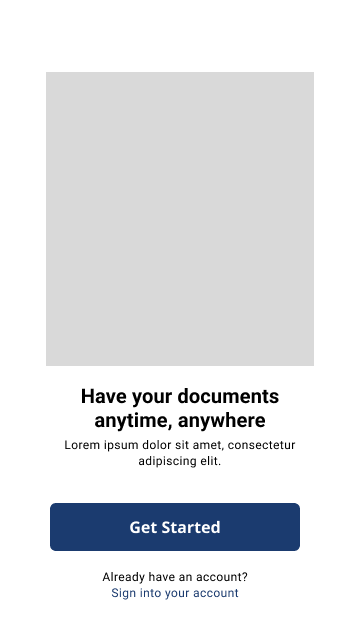 Have your documents
anytime, anywhere
Lorem ipsum dolor sit amet, consectetur
adipiscing elit.
Get Started
Already have an account?
Sign into your account